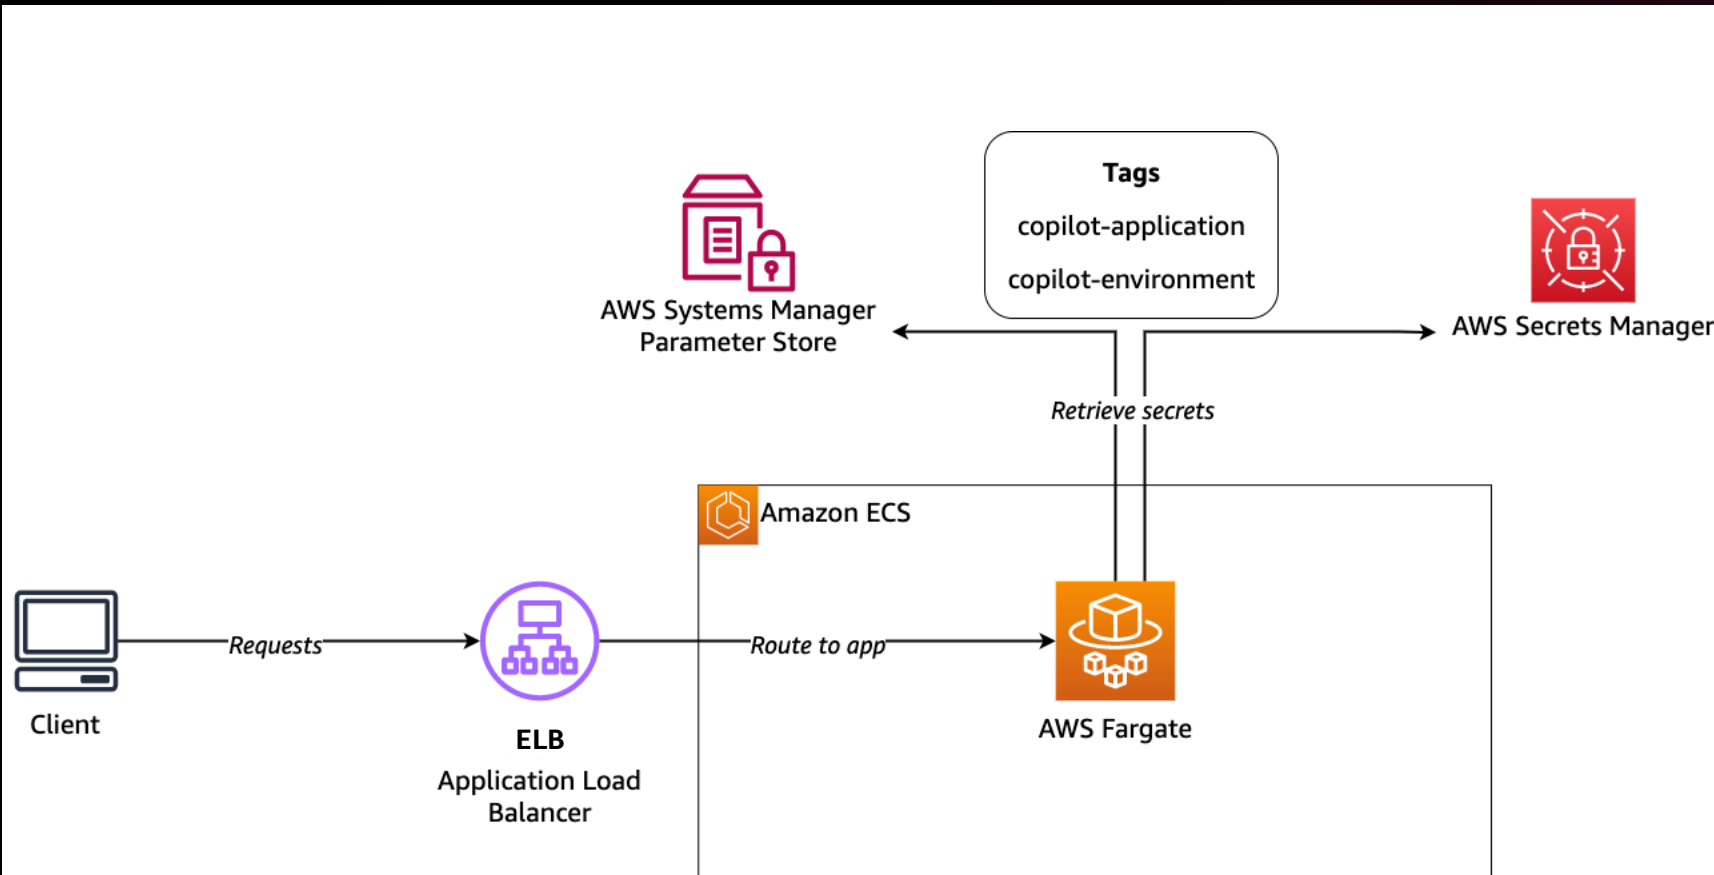 Tags
copilot-application
copilot-environment
AWS Systems Manager
Parameter Store
AWS Secrets Manager
Retrieve secrets
Amazon ECS
Requests
Route to app
Client
ELB
Application Load
Balancer
AWS Fargate